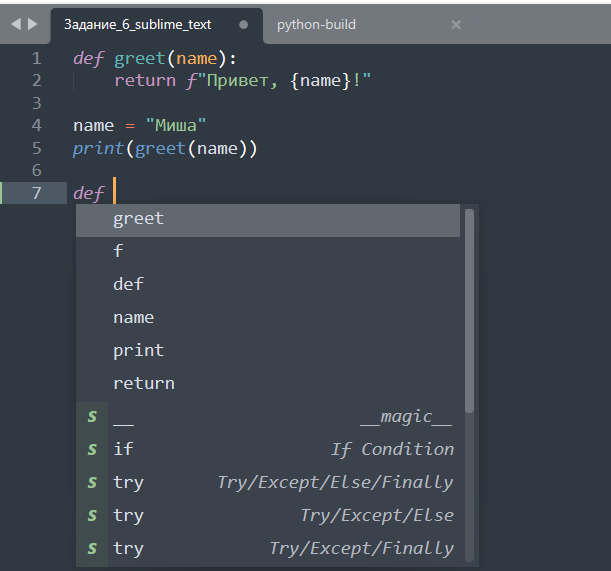 Задание_6_sublime_text python-build
1 def greet(name):
2 return f"Привет, {name}!"
3
4 name = "Миша"
5 print(greet(name))
6
7 def
greet
f
def
name
print
return
s __ __magic__
s if If Condition
s try Try/Except/Else/Finally
s try Try/Except/Else
s try Try/Except/Finally